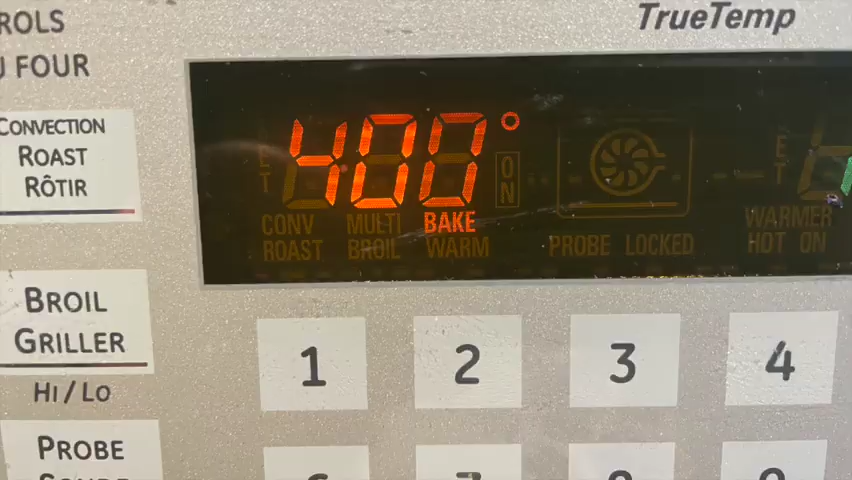 ROLS
FOUR
TrueTemp
CONVECTION
ROAST
RÔTIR
400°
ON
CONV MULTI BAKE
ROAST BROIL WARM
PROBE LOCKED
WARMER
HOT ON
BROIL
GRILLER
HI/LO
1 2 3 4
PROBE